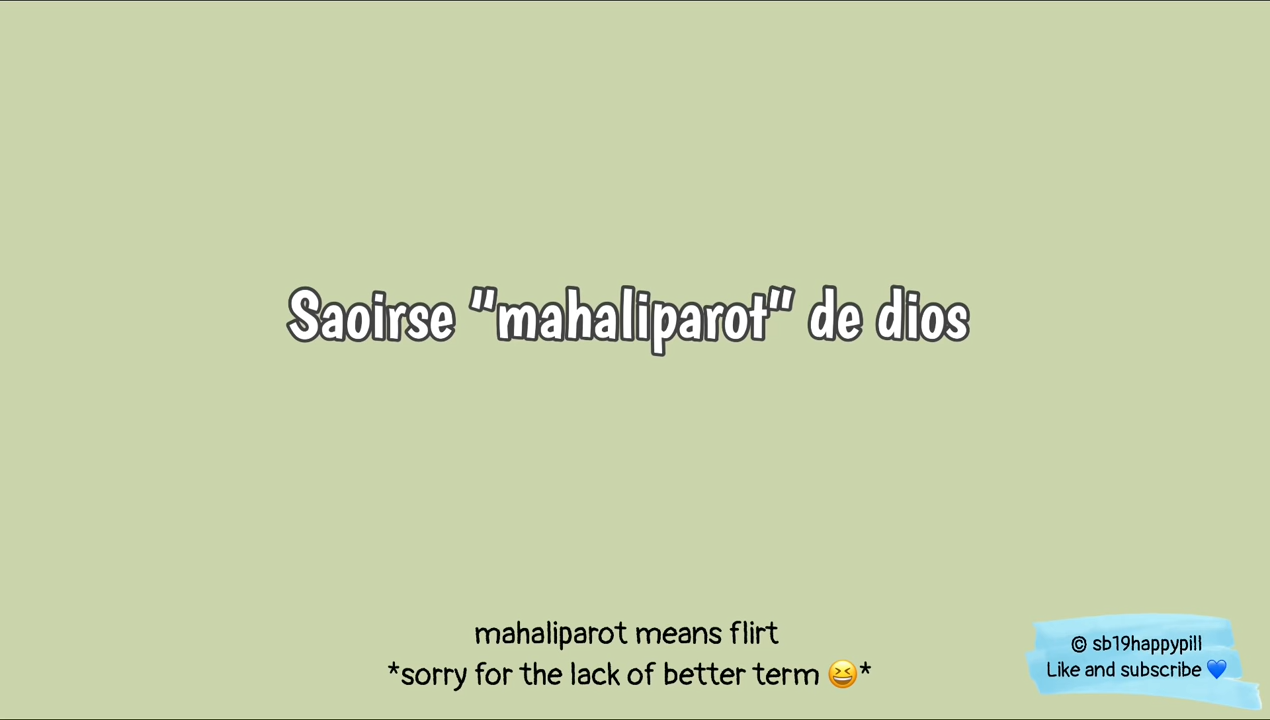 Saoirse "mahaliparot" de dios
mahaliparot means flirt
*sorry for the lack of better term 😆*
© sb19happypill
Like and subscribe 💙